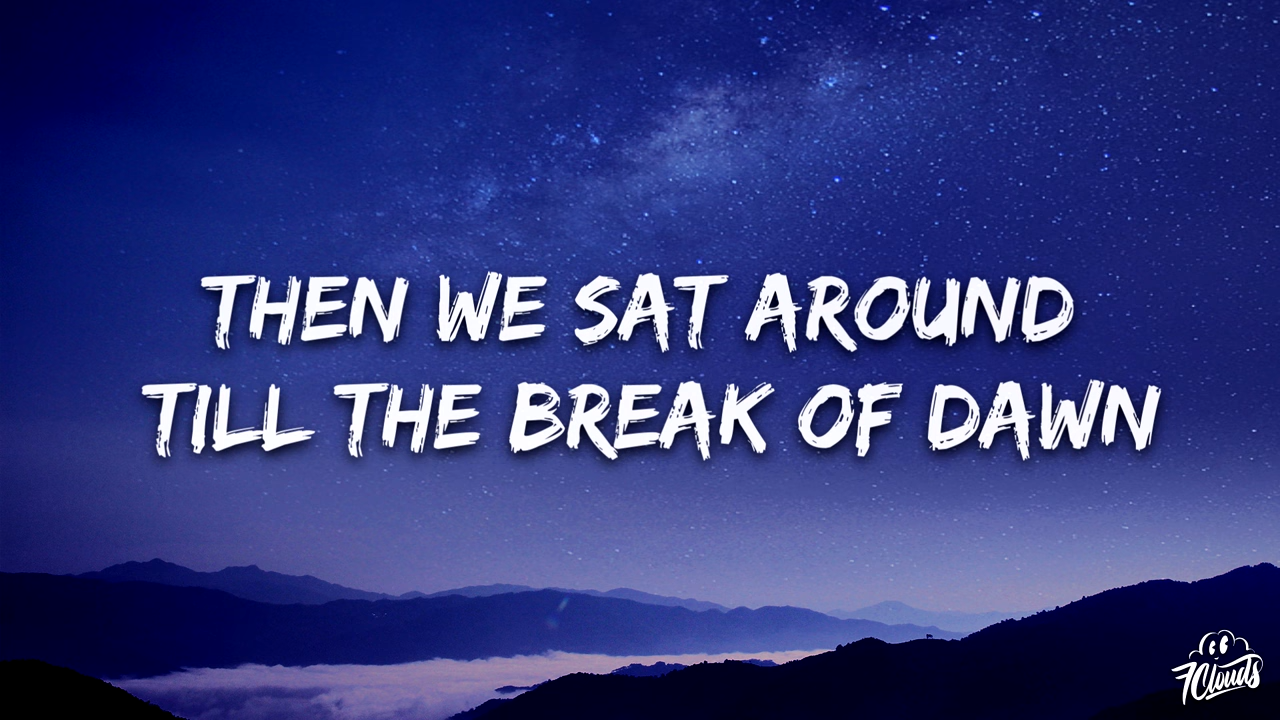 THEN WE SAT AROUND
TILL THE BREAK OF DAWN
7Clouds